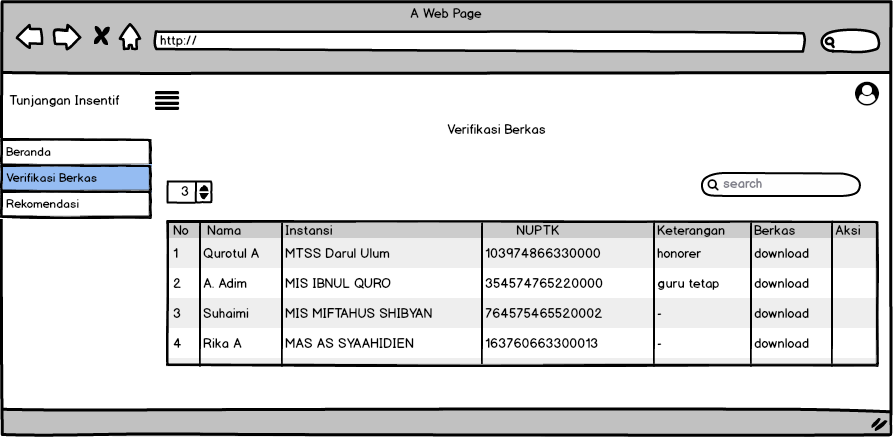 A Web Page
http://
Tunjangan Insentif
Verifikasi Berkas
Beranda
Verifikasi Berkas
Rekomendasi
3
search
No Nama Instansi NUPTK Keterangan Berkas Aksi
1 Qurotul A MTSS Darul Ulum 103974866330000 honorer download
2 A. Adim MIS IBNUL QURO 354574765220000 guru tetap download
3 Suhaimi MIS MIFTAHUS SHIBYAN 764575465520002 - download
4 Rika A MAS AS SYAAHIDIEN 163760663300013 - download